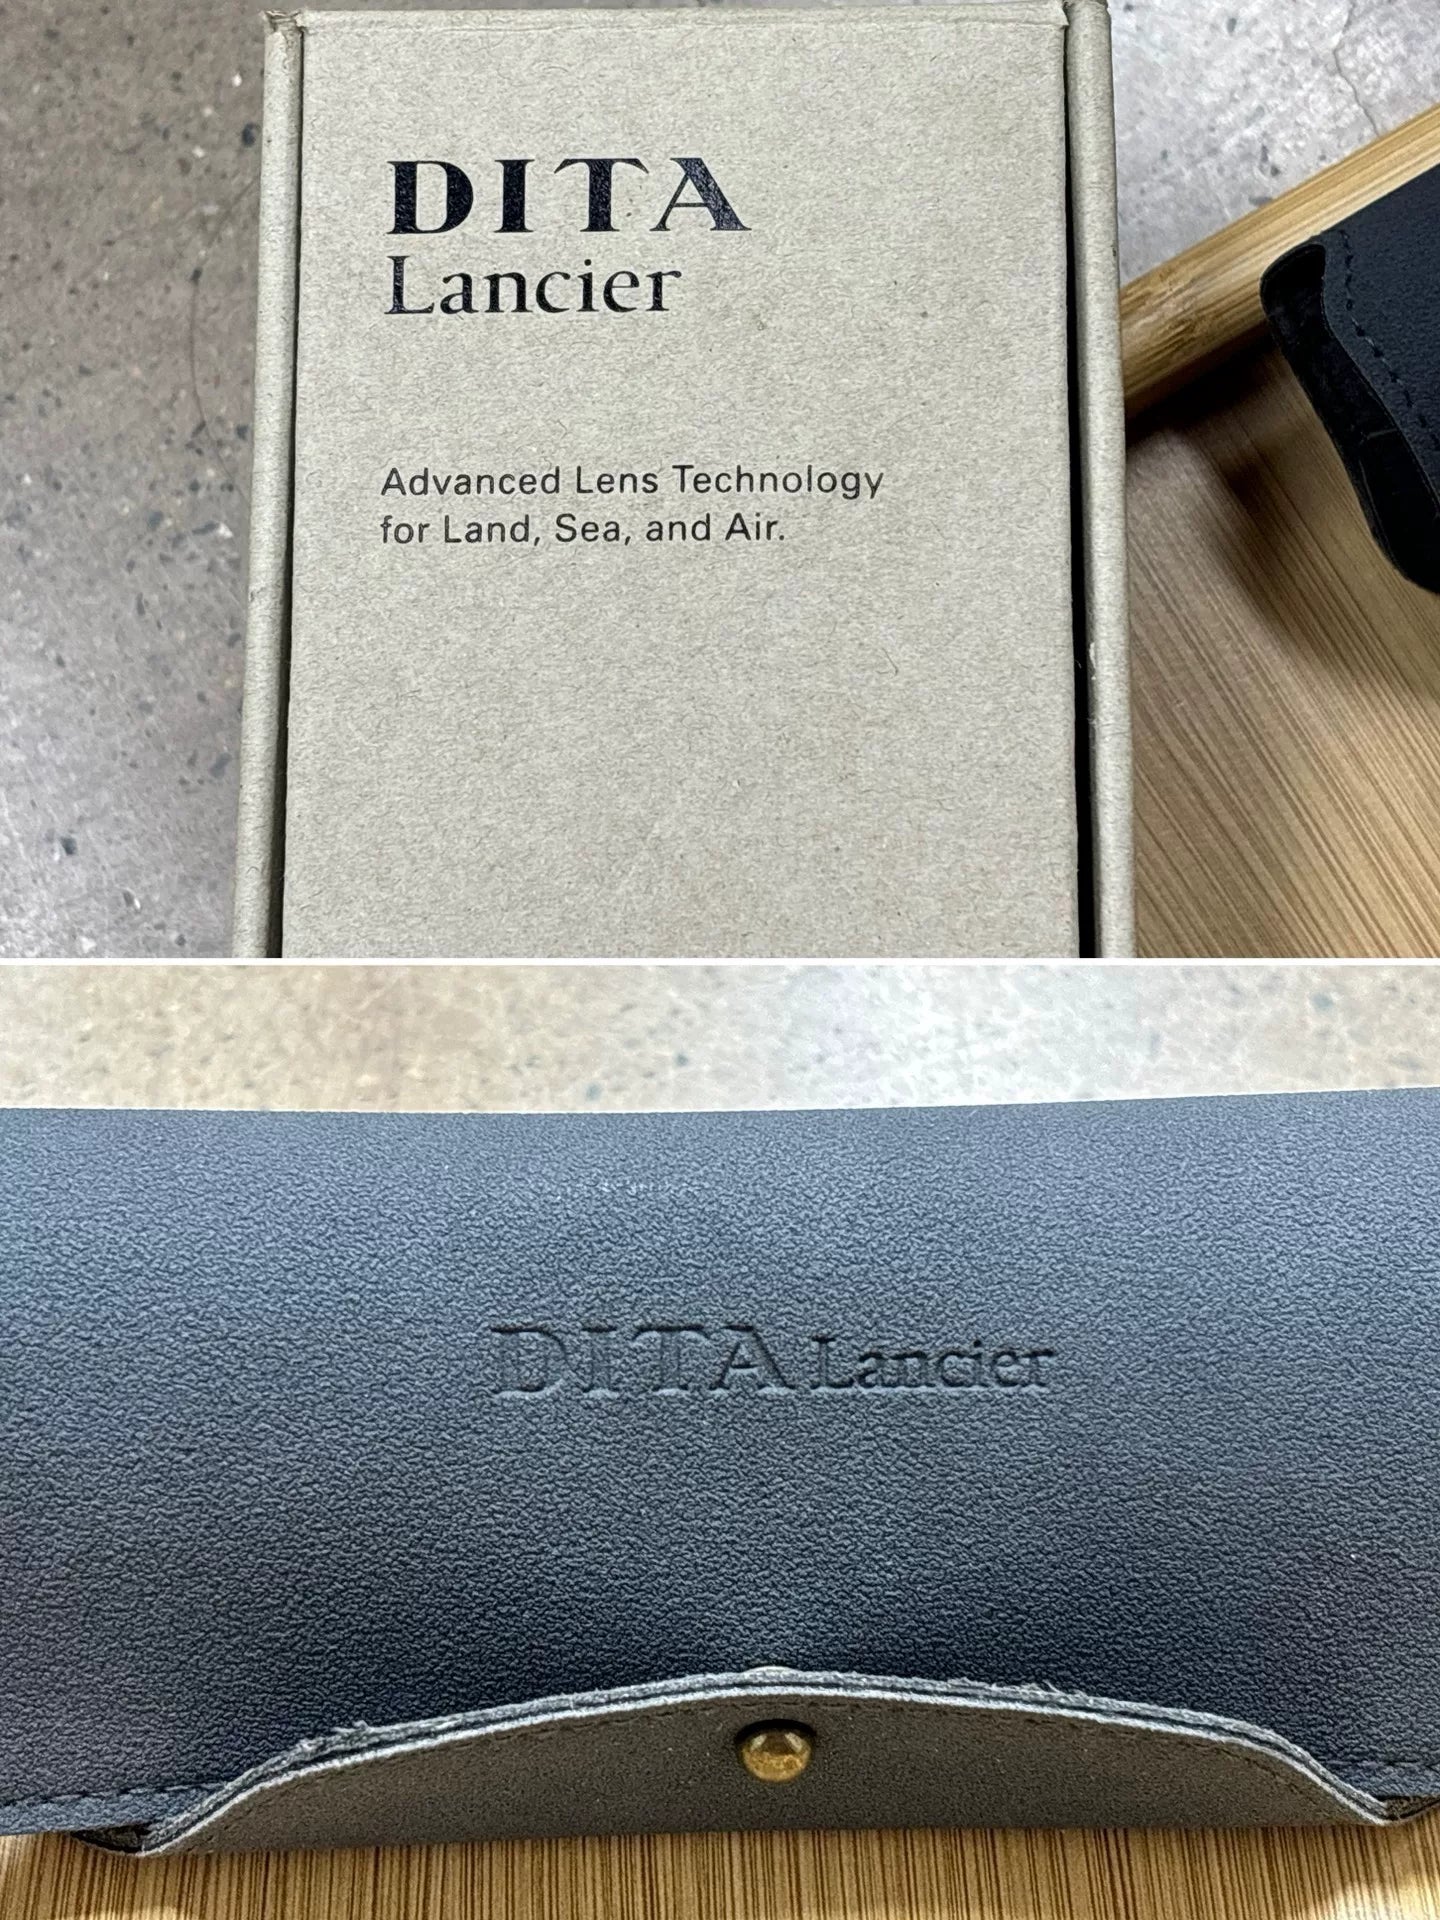 DITA
Lancier
Advanced Lens Technology
for Land, Sea, and Air.
DITA Lancier